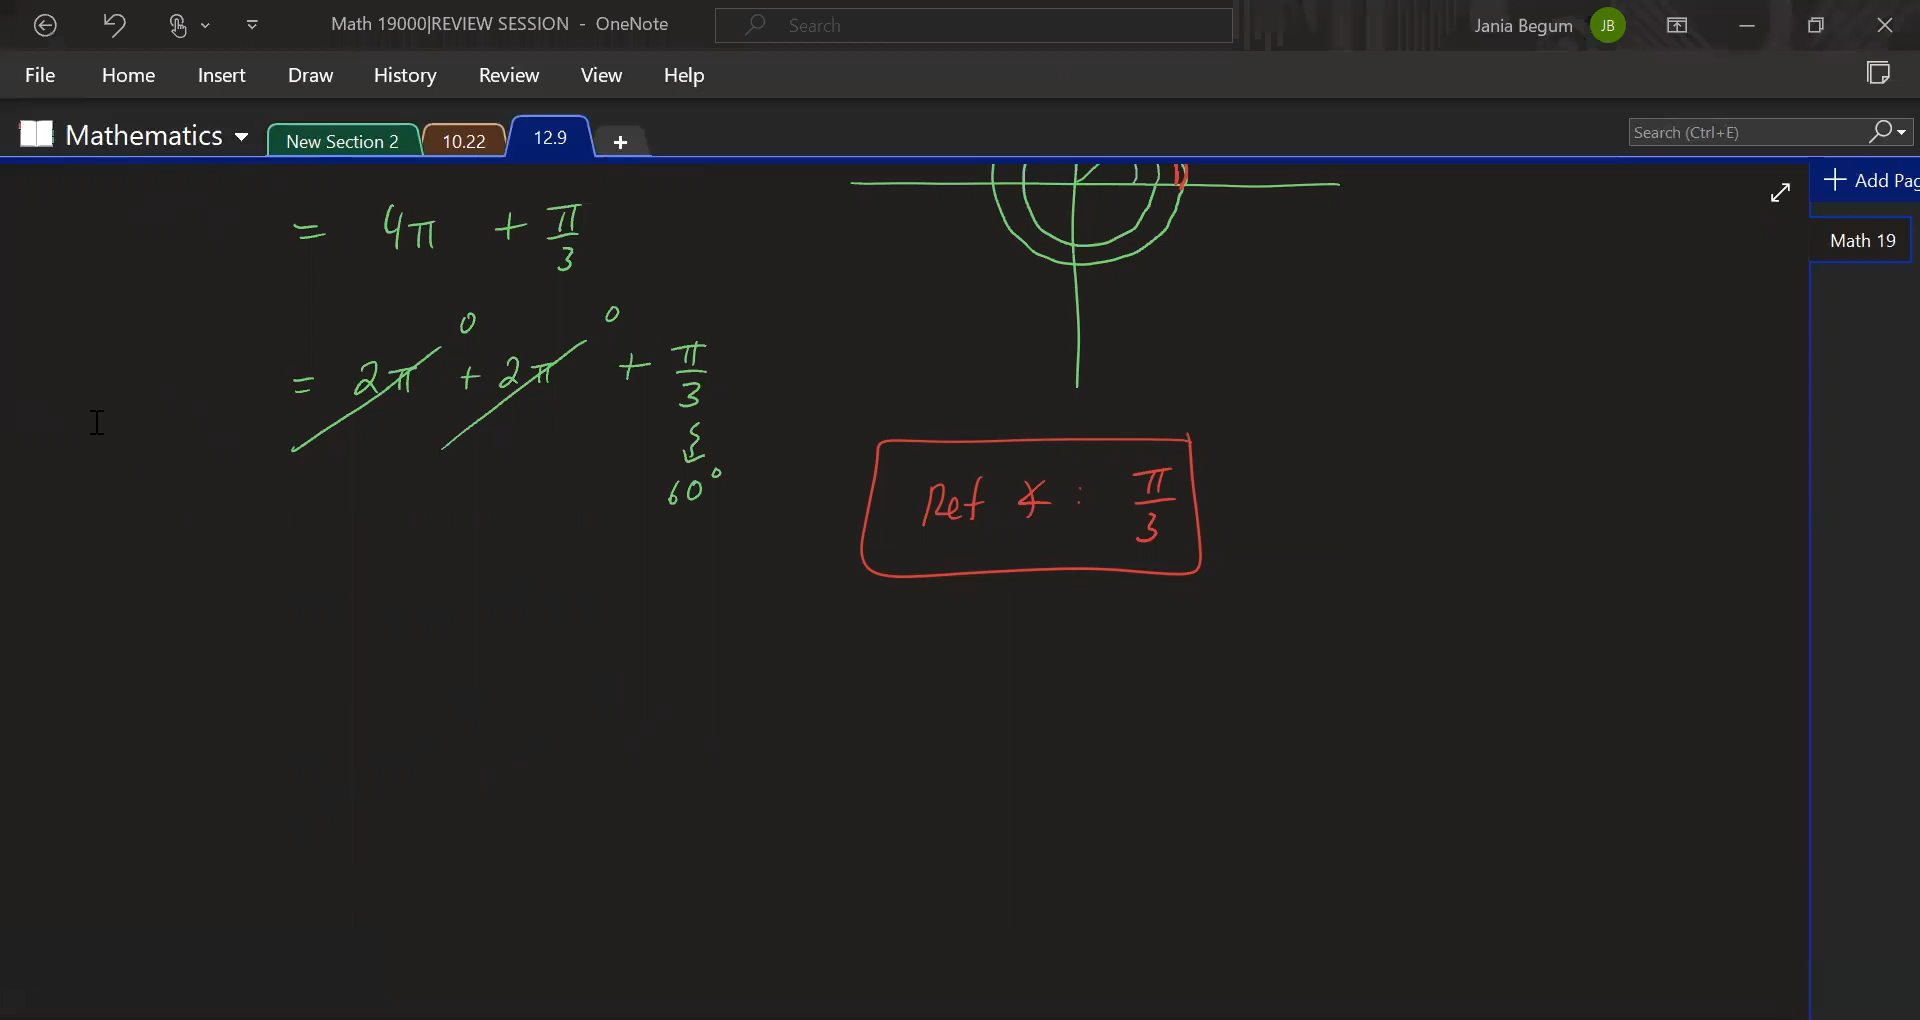 Math 19000|REVIEW SESSION - OneNote
Search
Jania Begum
JB
File Home Insert Draw History Review View Help
Mathematics
New Section 2
10.22
12.9
+
Search (Ctrl+E)
+ Add Pag
Math 19
= 4π + π/3
0 0
= 2π + 2π + π/3
60°
Ref ∡ : π/3